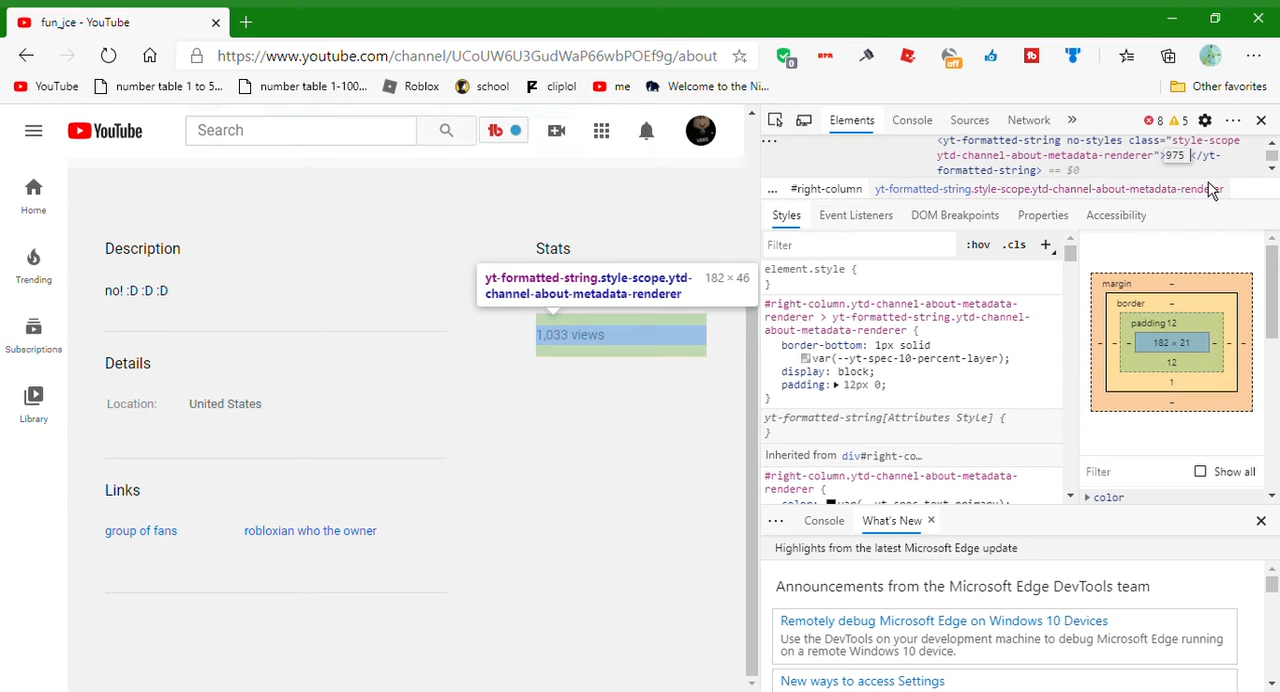 fun_jce - YouTube
https://www.youtube.com/channel/UCoUW6U3GudWaP66wbPOEf9g/about
0
BPR
off
tb
YouTube
number table 1 to 5...
number table 1-100...
Roblox
school
cliplol
me
Welcome to the Ni...
Other favorites
YouTube
Search
tb
Home
Trending
Subscriptions
Library
Description
no! :D :D :D
Details
Location: United States
Links
group of fans robloxian who the owner
Stats
yt-formatted-string.style-scope.ytd-
channel-about-metadata-renderer
182 × 46
1,033 views
Elements Console Sources Network » 8 5
<yt-formatted-string no-styles class="style-scope
ytd-channel-about-metadata-renderer">975 </yt-
formatted-string> == $0
... #right-column yt-formatted-string.style-scope.ytd-channel-about-metadata-renderer
Styles Event Listeners DOM Breakpoints Properties Accessibility
Filter :hov .cls +
element.style {
}
#right-column.ytd-channel-about-metadata-
renderer > yt-formatted-string.ytd-channel-
about-metadata-renderer {
border-bottom: 1px solid
var(--yt-spec-10-percent-layer);
display: block;
padding: 12px 0;
}
yt-formatted-string[Attributes Style] {
}
Inherited from div#right-co…
#right-column.ytd-channel-about-metadata-
renderer {
color: var(--yt-spec-text-primary);
margin –
border –
padding 12
– – – 182 × 21 – – –
12
1
–
Filter Show all
color
Console What's New
Highlights from the latest Microsoft Edge update
Announcements from the Microsoft Edge DevTools team
Remotely debug Microsoft Edge on Windows 10 Devices
Use the DevTools on your development machine to debug Microsoft Edge running
on a remote Windows 10 device.
New ways to access Settings